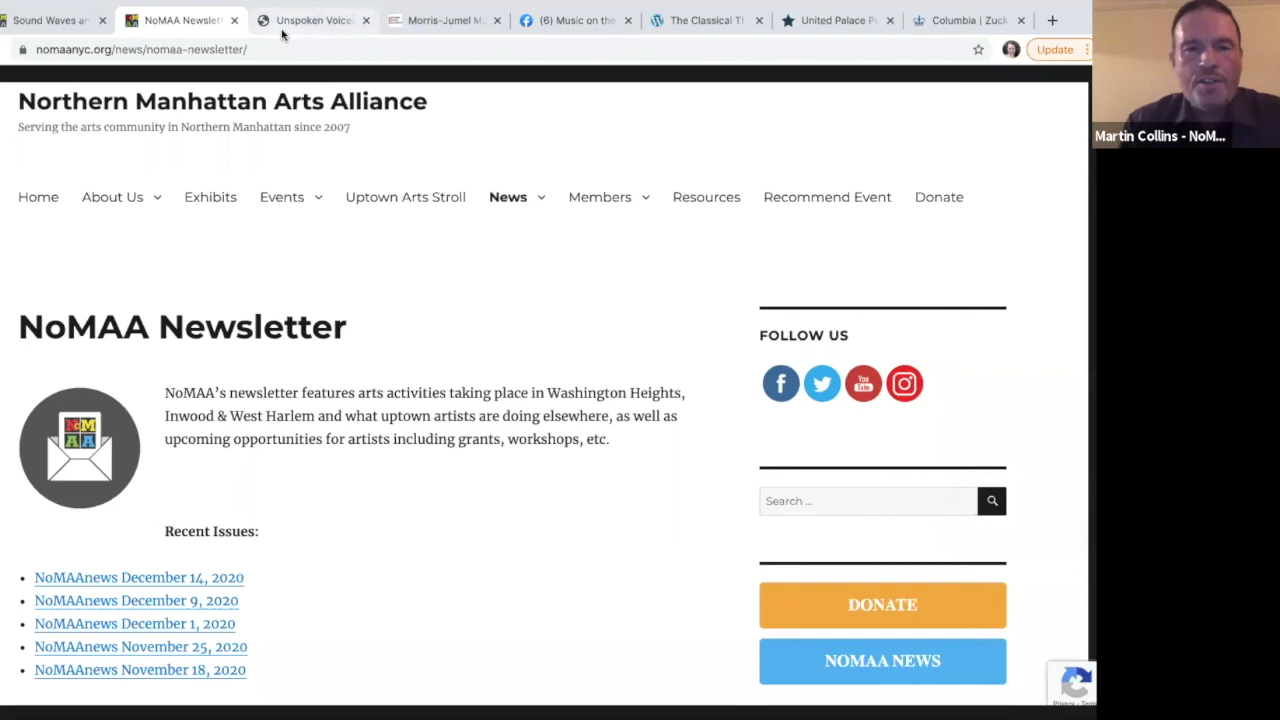 Sound Waves an
NoMAA Newslett
Unspoken Voice
Morris-Jumel M
(6) Music on the
The Classical T
United Palace P
Columbia | Zuck
nomaanyc.org/news/nomaa-newsletter/
Update
Martin Collins - NoM...
Northern Manhattan Arts Alliance
Serving the arts community in Northern Manhattan since 2007
Home
About Us
Exhibits
Events
Uptown Arts Stroll
News
Members
Resources
Recommend Event
Donate
NoMAA Newsletter
NoMAA’s newsletter features arts activities taking place in Washington Heights,
Inwood & West Harlem and what uptown artists are doing elsewhere, as well as
upcoming opportunities for artists including grants, workshops, etc.
NoM
AA
Recent Issues:
NoMAAnews December 14, 2020
NoMAAnews December 9, 2020
NoMAAnews December 1, 2020
NoMAAnews November 25, 2020
NoMAAnews November 18, 2020
FOLLOW US
You
Tube
Search ...
DONATE
NOMAA NEWS
Privacy - Term